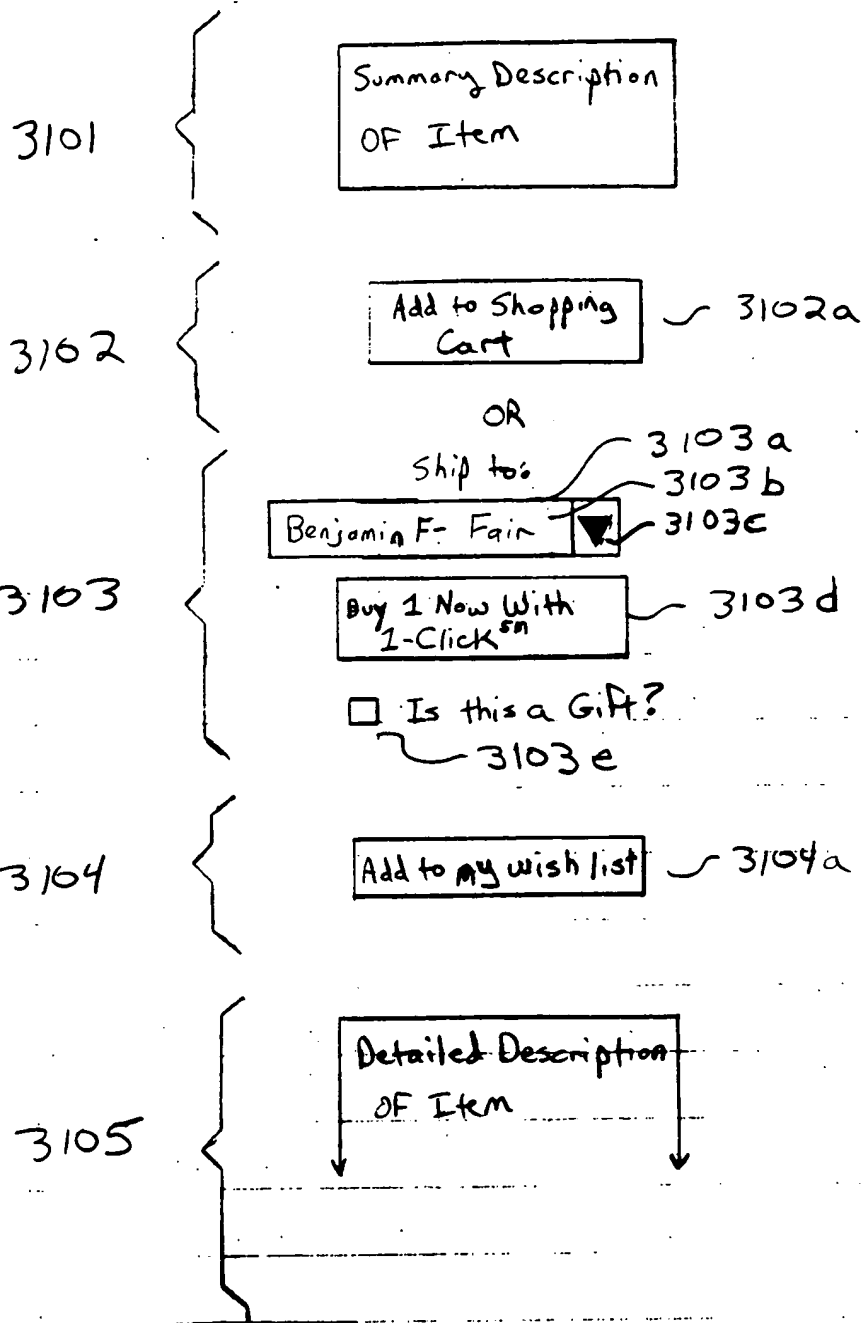 3101
Summary Description
OF Item
3102
Add to Shopping
Cart
3102a
OR
Ship to:
3103a
3103b
Benjamin F- Fair
3103c
3103
Buy 1 Now With
1-Click sm
3103d
Is this a Gift?
3103e
3104
Add to my wish list
3104a
Detailed Description
OF Item
3105